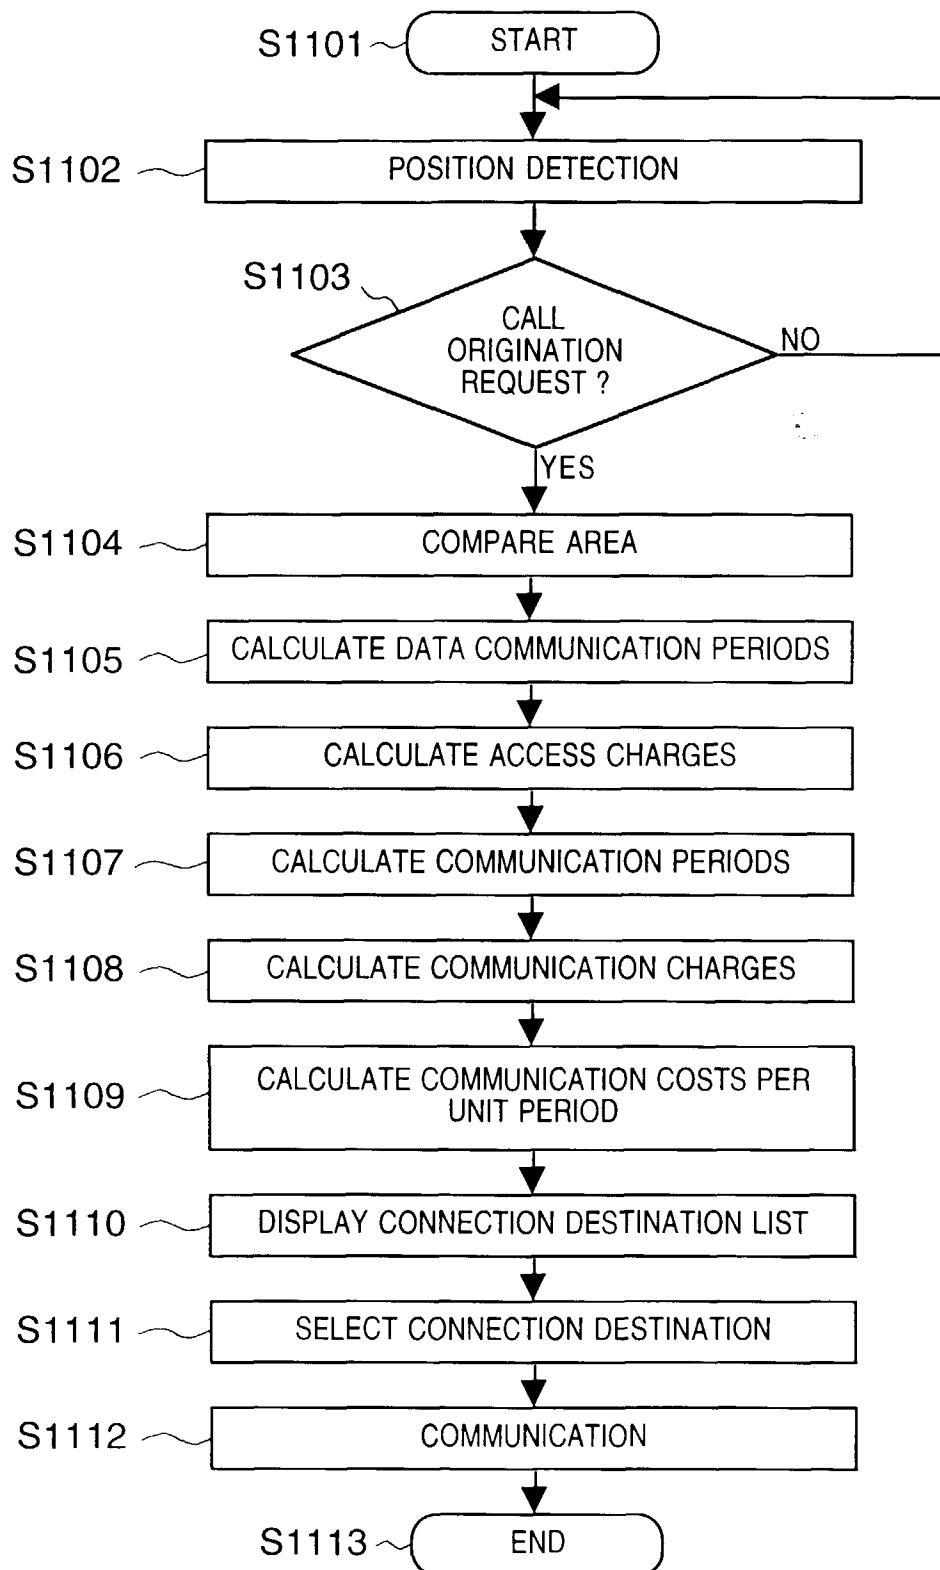 S1101
START
S1102
POSITION DETECTION
S1103
CALL
ORIGINATION
REQUEST ?
NO
YES
S1104
COMPARE AREA
S1105
CALCULATE DATA COMMUNICATION PERIODS
S1106
CALCULATE ACCESS CHARGES
S1107
CALCULATE COMMUNICATION PERIODS
S1108
CALCULATE COMMUNICATION CHARGES
S1109
CALCULATE COMMUNICATION COSTS PER
UNIT PERIOD
S1110
DISPLAY CONNECTION DESTINATION LIST
S1111
SELECT CONNECTION DESTINATION
S1112
COMMUNICATION
S1113
END